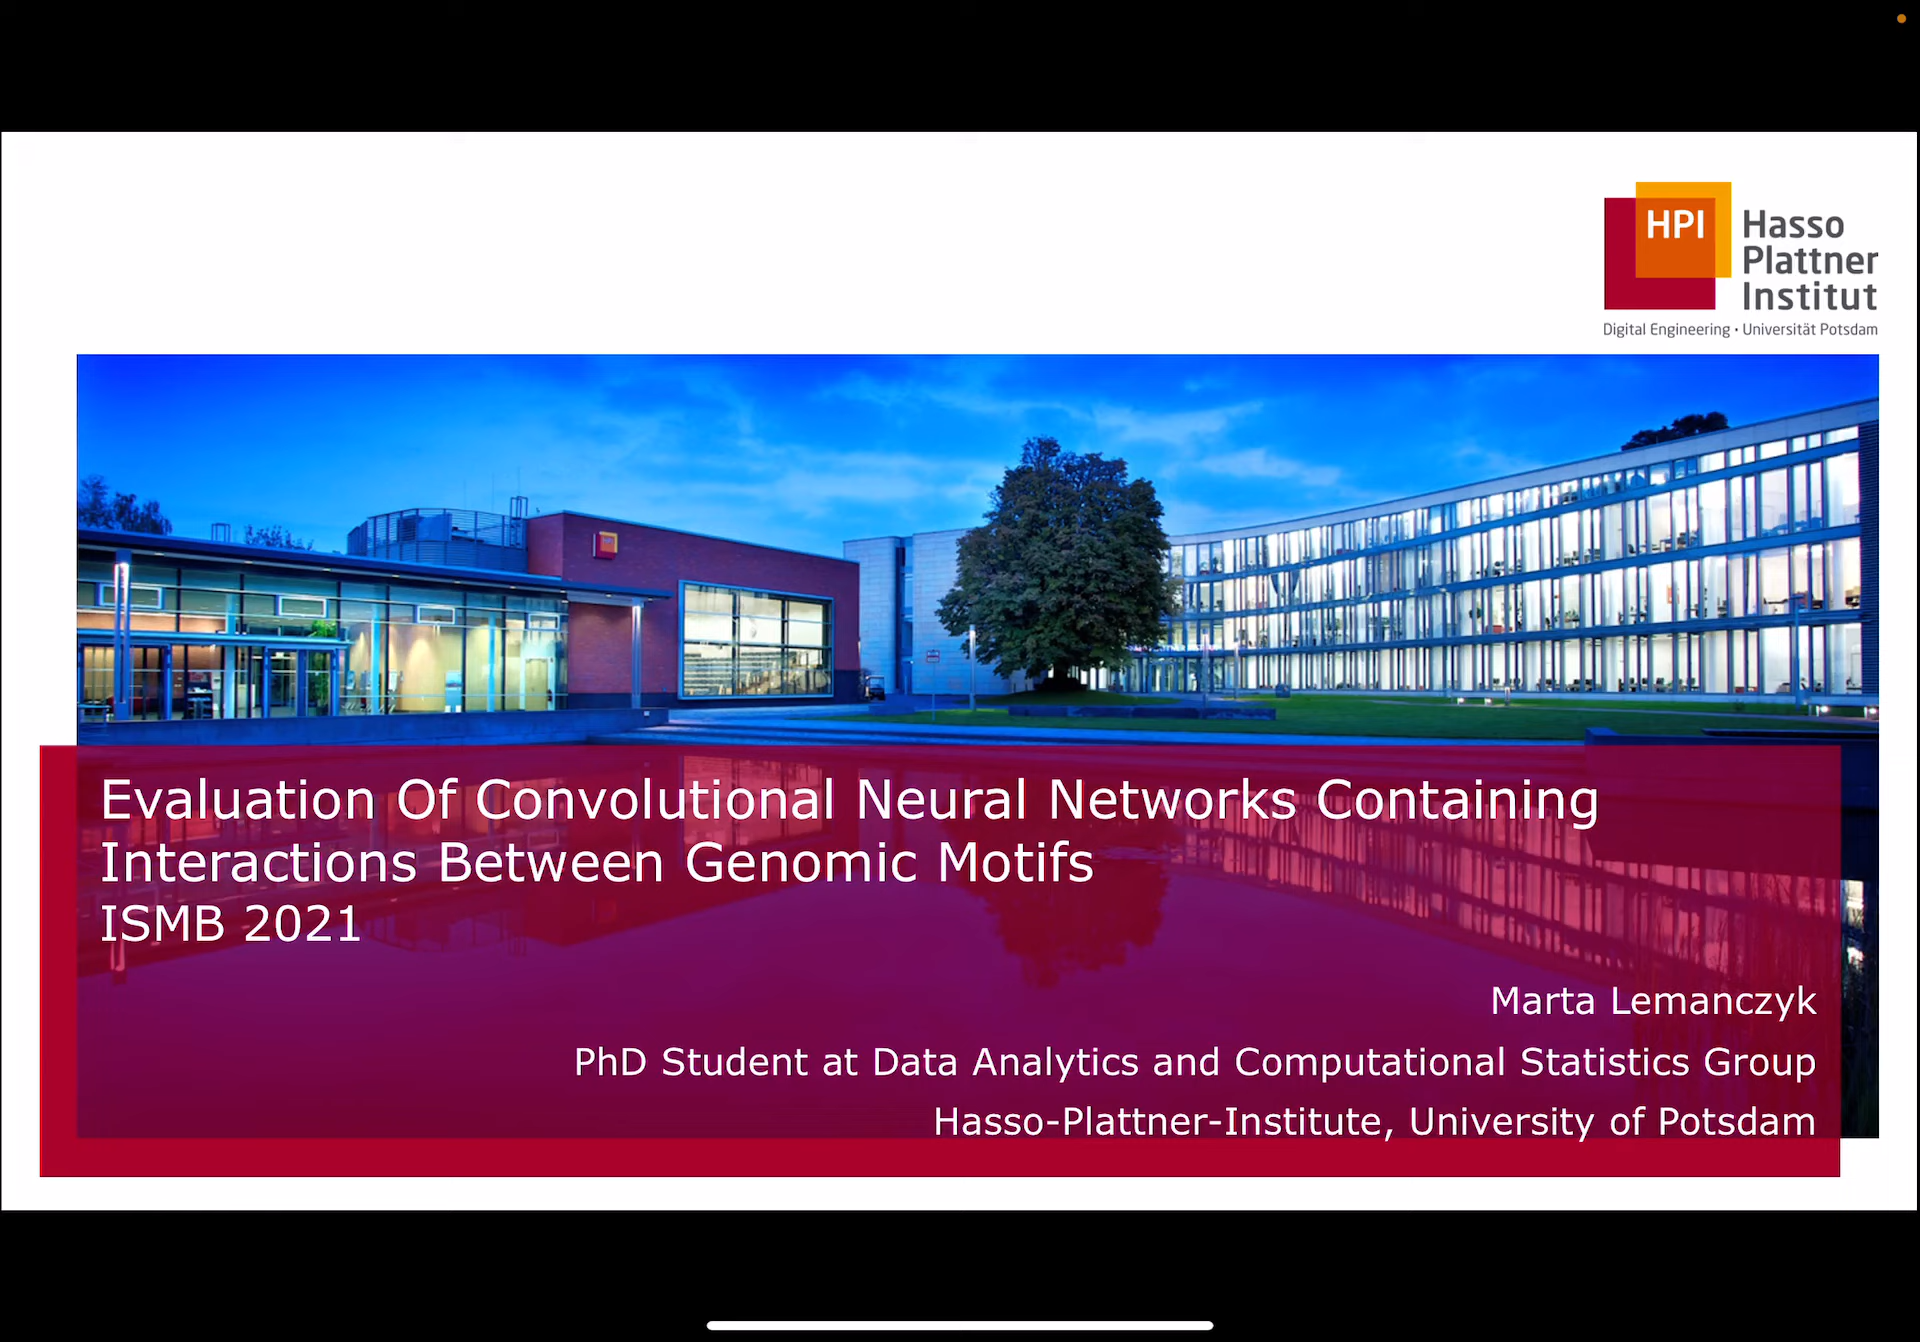 HPI
Hasso
Plattner
Institut
Digital Engineering • Universität Potsdam
Evaluation Of Convolutional Neural Networks Containing
Interactions Between Genomic Motifs
ISMB 2021
Marta Lemanczyk
PhD Student at Data Analytics and Computational Statistics Group
Hasso-Plattner-Institute, University of Potsdam